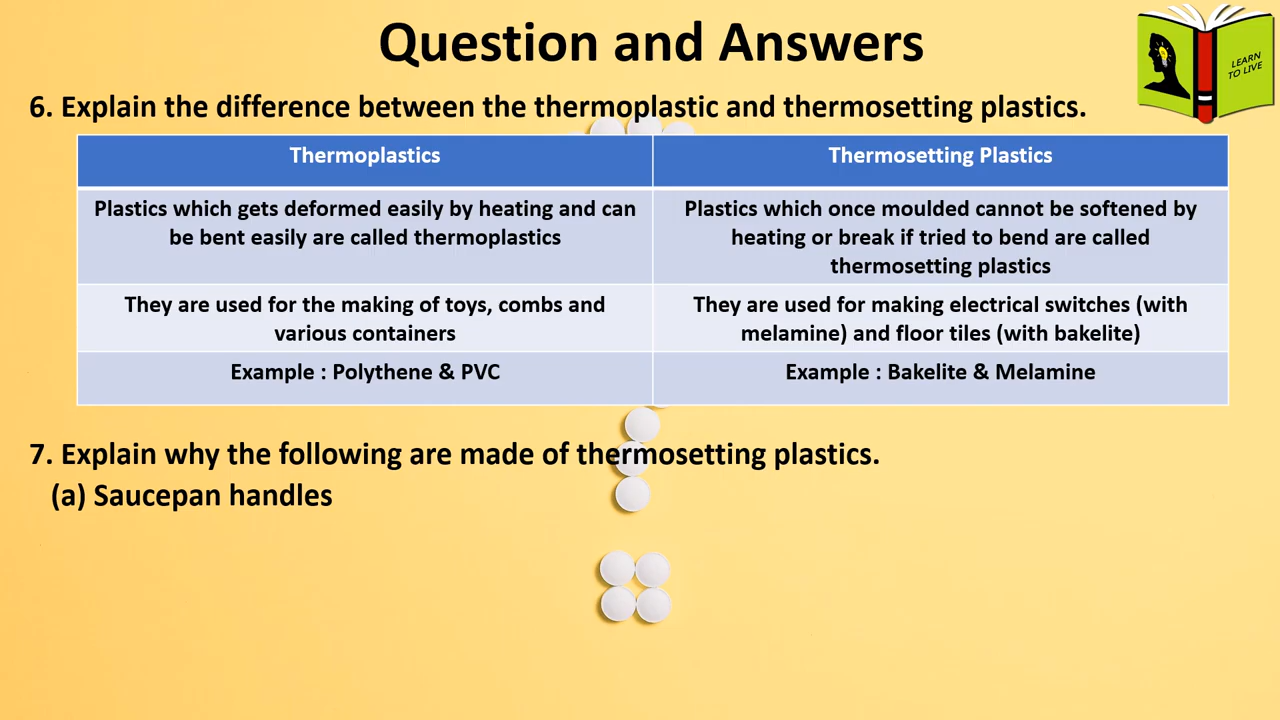 Question and Answers
LEARN
TO LIVE
6. Explain the difference between the thermoplastic and thermosetting plastics.
Thermoplastics
Thermosetting Plastics
Plastics which gets deformed easily by heating and can
be bent easily are called thermoplastics
Plastics which once moulded cannot be softened by
heating or break if tried to bend are called
thermosetting plastics
They are used for the making of toys, combs and
various containers
They are used for making electrical switches (with
melamine) and floor tiles (with bakelite)
Example : Polythene & PVC
Example : Bakelite & Melamine
7. Explain why the following are made of thermosetting plastics.
(a) Saucepan handles